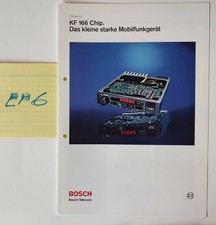 KF 166 Chip.
Das kleine starke Mobilfunkgerät
EM6
BOSCH
Bosch Telecom